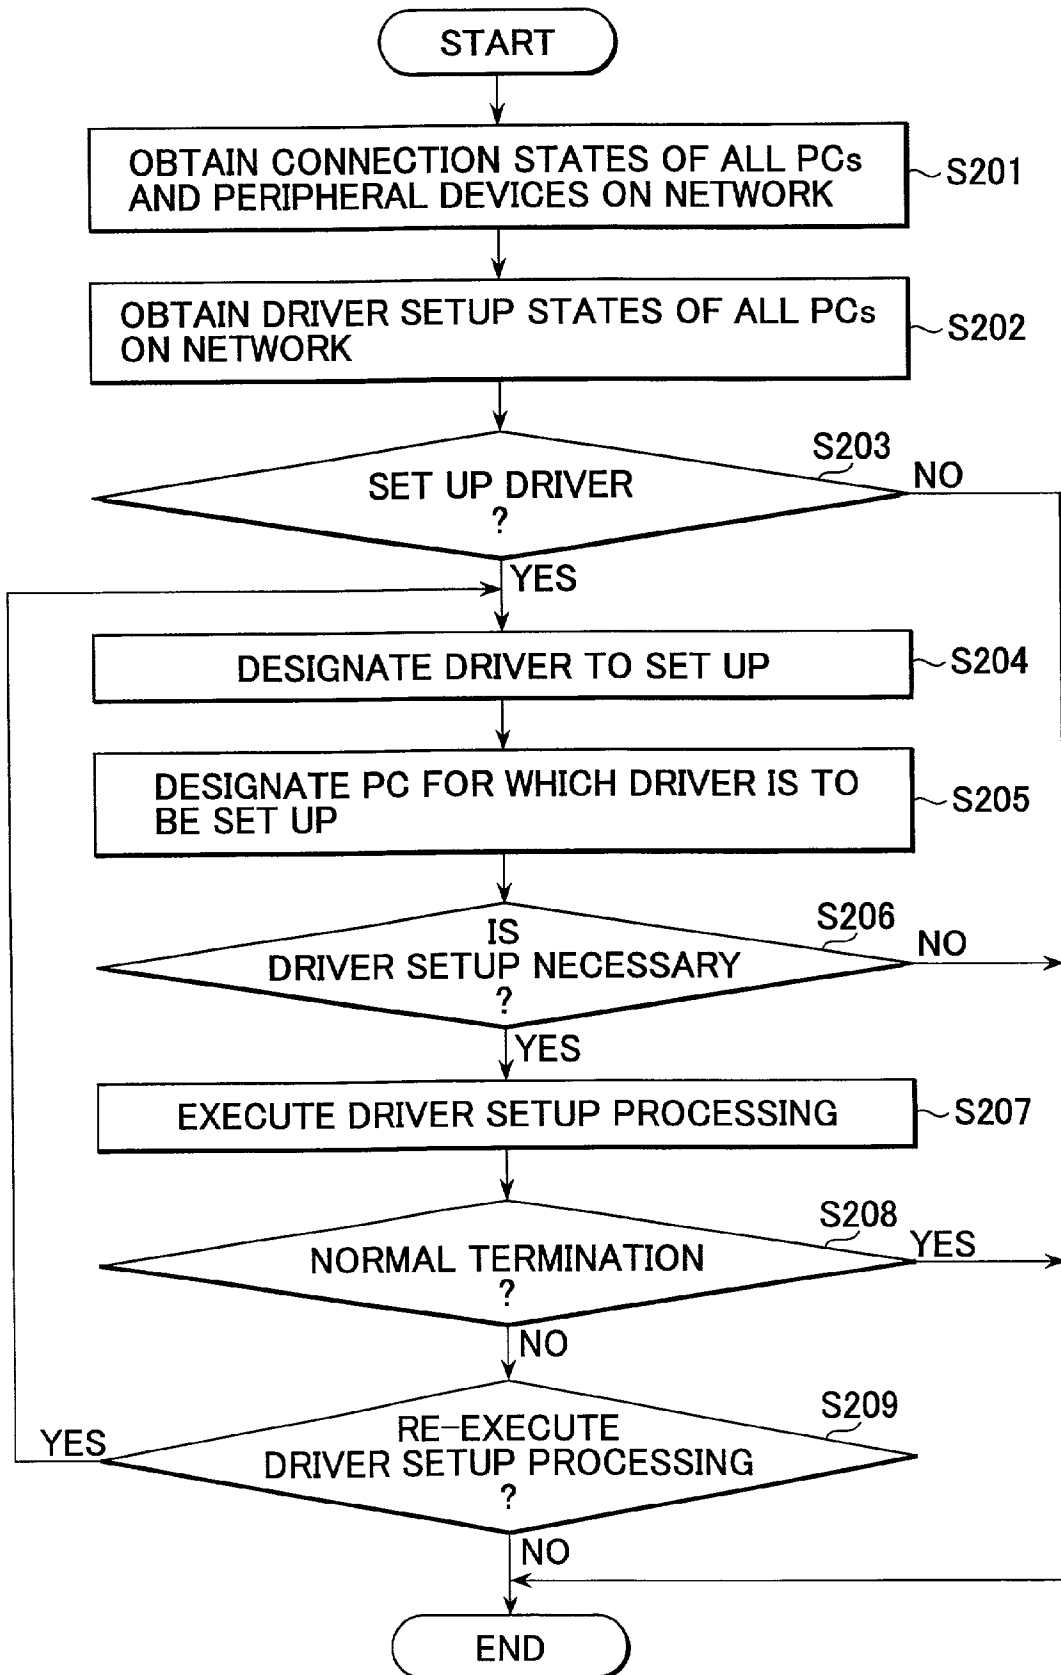 START
OBTAIN CONNECTION STATES OF ALL PCs
AND PERIPHERAL DEVICES ON NETWORK
S201
OBTAIN DRIVER SETUP STATES OF ALL PCs
ON NETWORK
S202
S203
NO
SET UP DRIVER
?
YES
DESIGNATE DRIVER TO SET UP
S204
DESIGNATE PC FOR WHICH DRIVER IS TO
BE SET UP
S205
S206
NO
IS
DRIVER SETUP NECESSARY
?
YES
EXECUTE DRIVER SETUP PROCESSING
S207
S208
YES
NORMAL TERMINATION
?
NO
S209
YES
RE-EXECUTE
DRIVER SETUP PROCESSING
?
NO
END